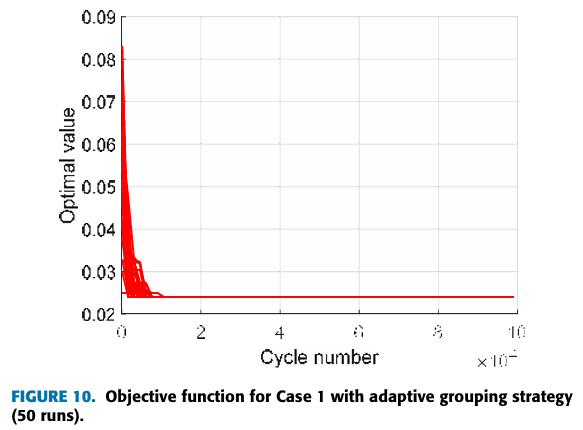 0.09
0.08
0.07
0.06
0.05
0.04
0.03
0.02
Optimal value
0 2 4 6 8 10
Cycle number
FIGURE 10. Objective function for Case 1 with adaptive grouping strategy
(50 runs).